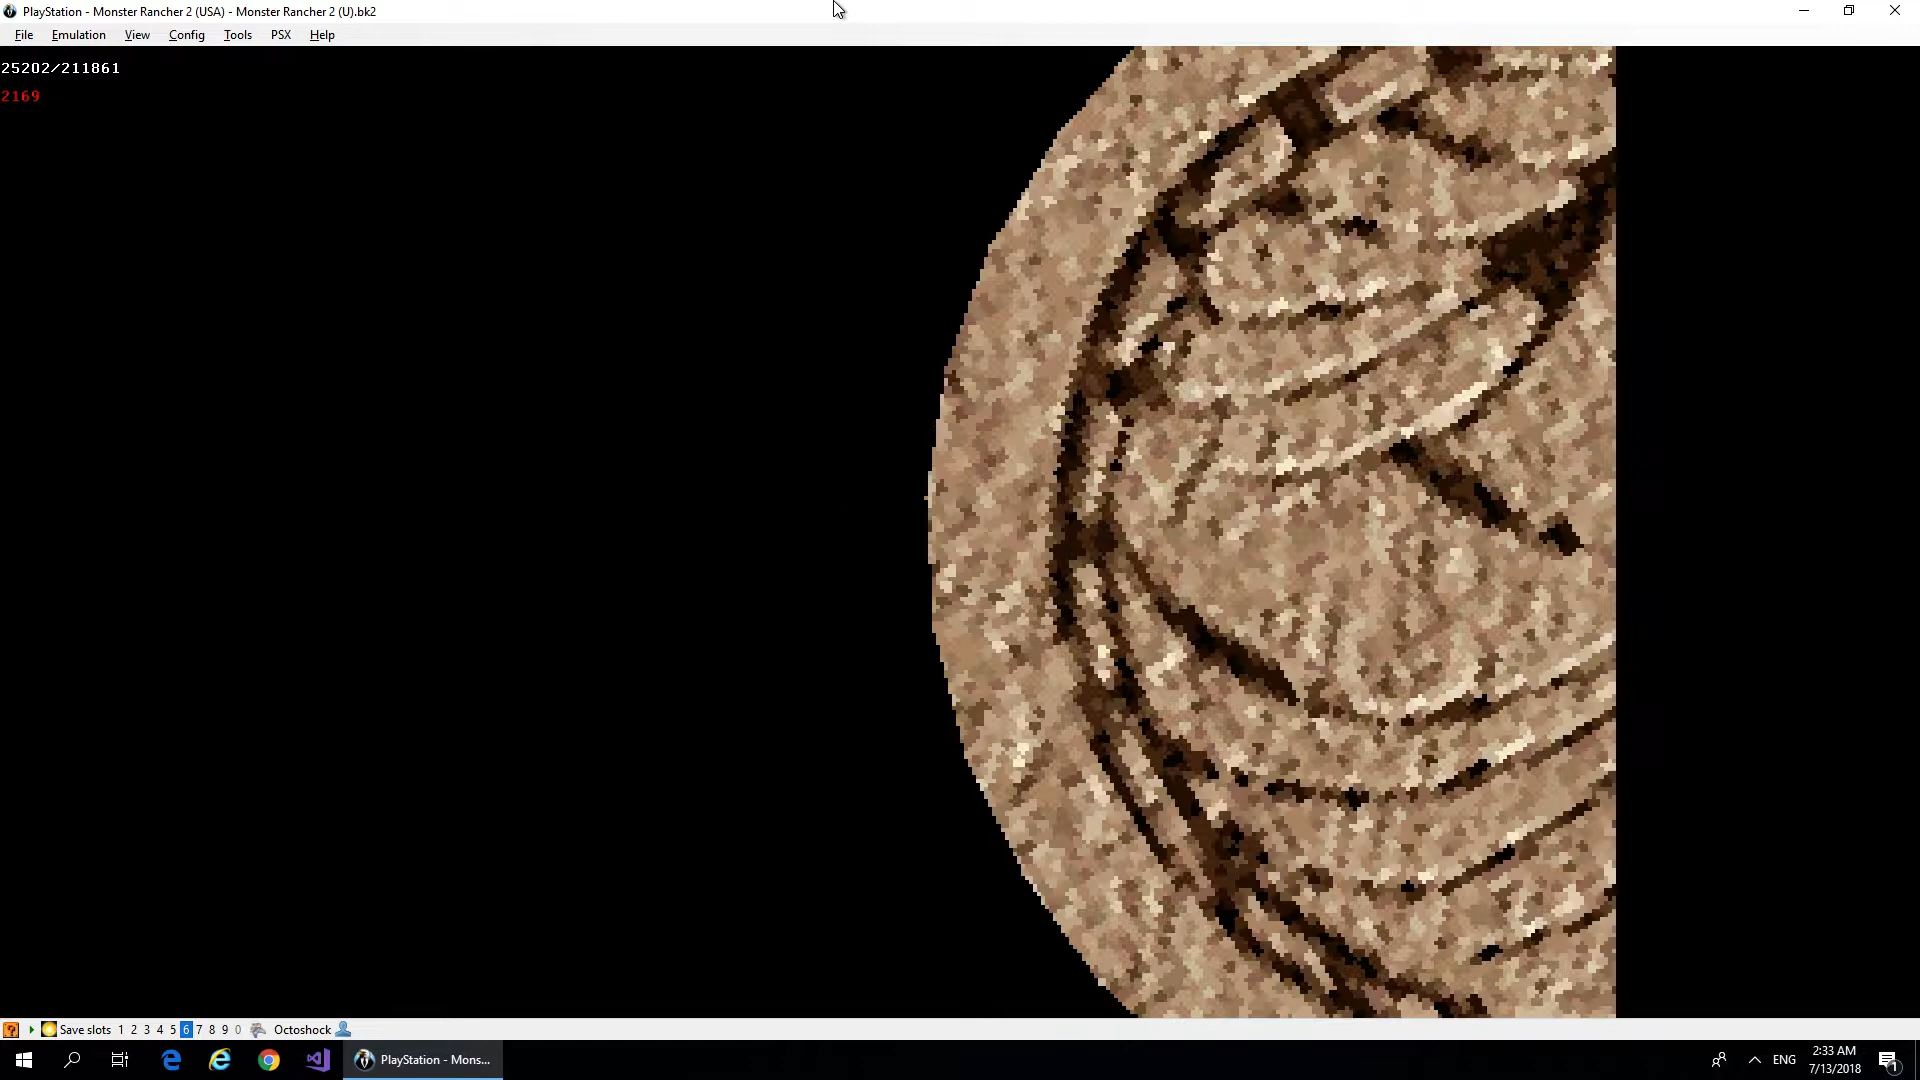 PlayStation - Monster Rancher 2 (USA) - Monster Rancher 2 (U).bk2
File Emulation View Config Tools PSX Help
25202/211861
2169
Save slots 1 2 3 4 5 6 7 8 9 0 Octoshock
PlayStation - Mons...
ENG
2:33 AM
7/13/2018
1